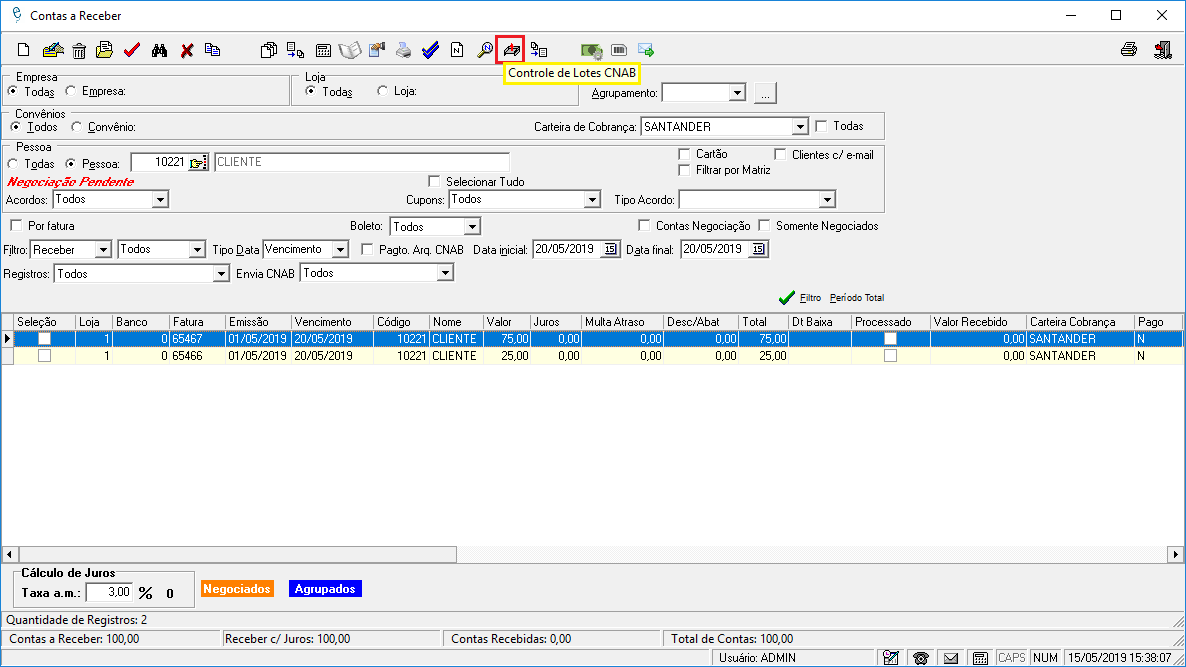 Contas a Receber
Controle de Lotes CNAB
Empresa
Todas Empresa:
Loja
Todas Loja:
Agrupamento: ...
Convênios
Todos Convênio:
Carteira de Cobrança: SANTANDER Todas
Pessoa
Todas Pessoa: 10221 CLIENTE
Cartão Clientes c/ e-mail
Filtrar por Matriz
Negociação Pendente
Selecionar Tudo
Acordos: Todos Cupons: Todos Tipo Acordo:
Por fatura Boleto: Todos Contas Negociação Somente Negociados
Filtro: Receber Todos Tipo Data Vencimento Pagto. Arq. CNAB Data inicial: 20/05/2019 15 Data final: 20/05/2019 15
Registros: Todos Envia CNAB Todos
Filtro Período Total
Seleção Loja Banco Fatura Emissão Vencimento Código Nome Valor Juros Multa Atraso Desc/Abat Total Dt Baixa Processado Valor Recebido Carteira Cobrança Pago
1 0 65467 01/05/2019 20/05/2019 10221 CLIENTE 75,00 0,00 0,00 0,00 75,00 0,00 SANTANDER N
1 0 65466 01/05/2019 20/05/2019 10221 CLIENTE 25,00 0,00 0,00 0,00 25,00 0,00 SANTANDER N
Cálculo de Juros
Taxa a.m.: 3,00 % 0
Negociados Agrupados
Quantidade de Registros: 2
Contas a Receber: 100,00 Receber c/ Juros: 100,00 Contas Recebidas: 0,00 Total de Contas: 100,00
Usuário: ADMIN CAPS NUM 15/05/2019 15:38:07